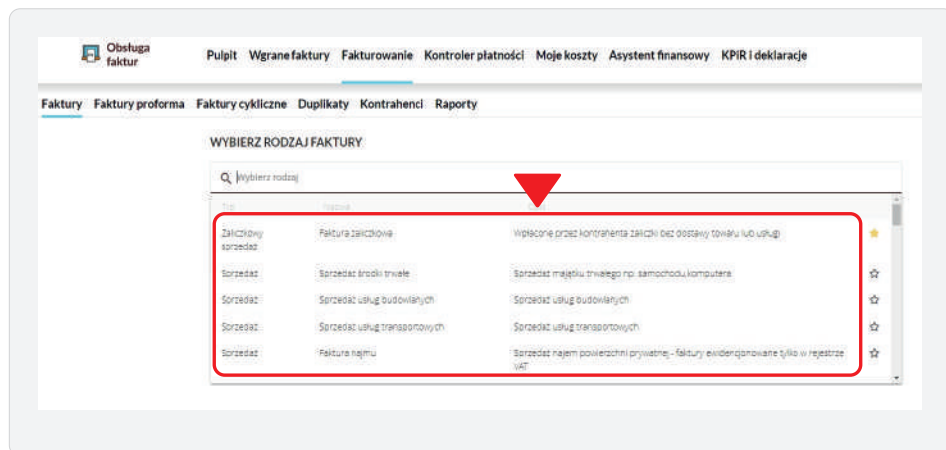 Obsługa
faktur
Pulpit Wgrane faktury Fakturowanie Kontroler płatności Moje koszty Asystent finansowy KPiR i deklaracje
Faktury Faktury proforma Faktury cykliczne Duplikaty Kontrahenci Raporty
WYBIERZ RODZAJ FAKTURY
Wybierz rodzaj
Typ Nazwa
Zaliczkowy sprzedaż Faktura zaliczkowa Wpłacone przez kontrahenta zaliczki bez dostawy towaru lub usługi
Sprzedaż Sprzedaż środki trwałe Sprzedaż majątku trwałego np. samochodu,komputera
Sprzedaż Sprzedaż usług budowlanych Sprzedaż usług budowlanych
Sprzedaż Sprzedaż usług transportowych Sprzedaż usług transportowych
Sprzedaż Faktura najmu Sprzedaż najem powierzchni prywatnej - faktury ewidencjonowane tylko w rejestrze
VAT